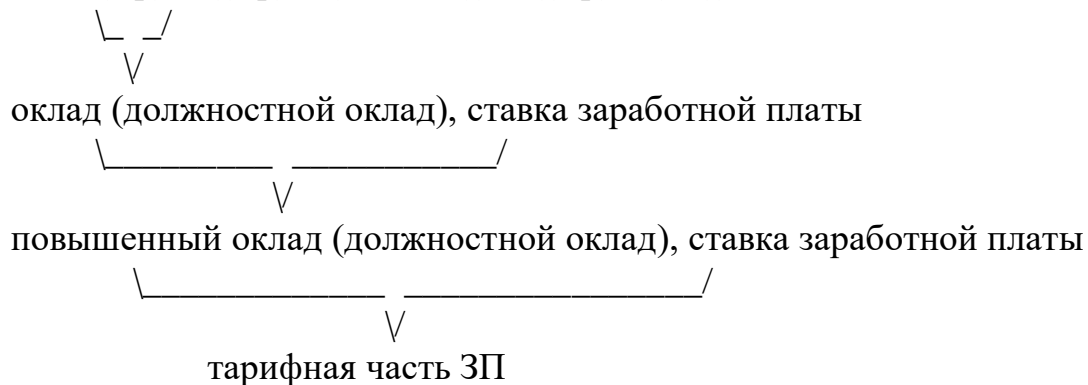 оклад (должностной оклад), ставка заработной платы
повышенный оклад (должностной оклад), ставка заработной платы
тарифная часть ЗП